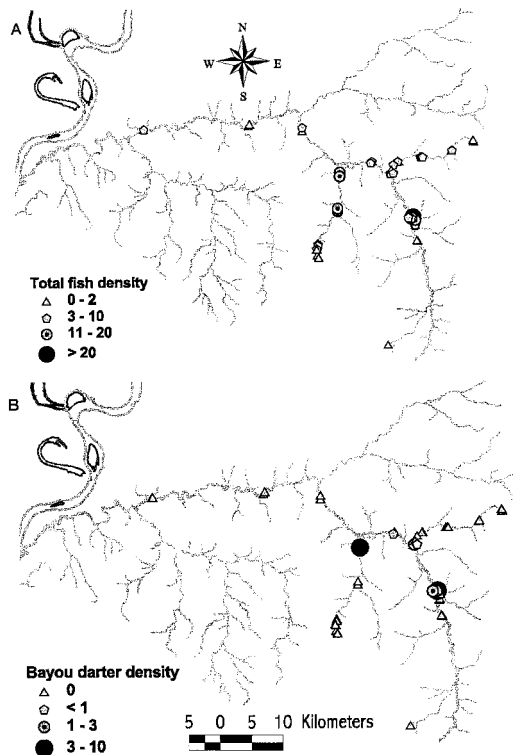 A
N
W E
S
Total fish density
0 - 2
3 - 10
11 - 20
> 20
B
Bayou darter density
0
< 1
1 - 3
3 - 10
5 0 5 10 Kilometers